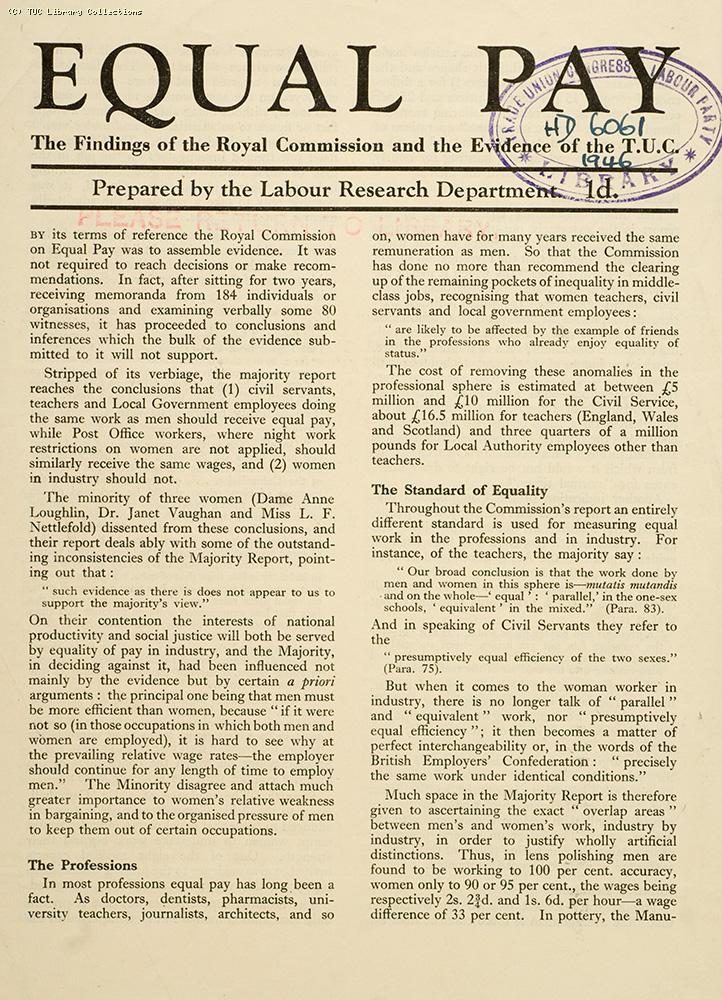 (C) TUC Library Collections
EQUAL PAY
TRADE UNION CONGRESS LABOUR PARTY
HD 6061
1946
LIBRARY
The Findings of the Royal Commission and the Evidence of the T.U.C.
Prepared by the Labour Research Department. 1d.
PLEASE
BY its terms of reference the Royal Commission
on Equal Pay was to assemble evidence. It was
not required to reach decisions or make recom-
mendations. In fact, after sitting for two years,
receiving memoranda from 184 individuals or
organisations and examining verbally some 80
witnesses, it has proceeded to conclusions and
inferences which the bulk of the evidence sub-
mitted to it will not support.
Stripped of its verbiage, the majority report
reaches the conclusions that (1) civil servants,
teachers and Local Government employees doing
the same work as men should receive equal pay,
while Post Office workers, where night work
restrictions on women are not applied, should
similarly receive the same wages, and (2) women
in industry should not.
The minority of three women (Dame Anne
Loughlin, Dr. Janet Vaughan and Miss L. F.
Nettlefold) dissented from these conclusions, and
their report deals ably with some of the outstand-
ing inconsistencies of the Majority Report, point-
ing out that :
“ such evidence as there is does not appear to us to
support the majority's view.”
On their contention the interests of national
productivity and social justice will both be served
by equality of pay in industry, and the Majority,
in deciding against it, had been influenced not
mainly by the evidence but by certain a priori
arguments : the principal one being that men must
be more efficient than women, because “ if it were
not so (in those occupations in which both men and
women are employed), it is hard to see why at
the prevailing relative wage rates—the employer
should continue for any length of time to employ
men.” The Minority disagree and attach much
greater importance to women's relative weakness
in bargaining, and to the organised pressure of men
to keep them out of certain occupations.
The Professions
In most professions equal pay has long been a
fact. As doctors, dentists, pharmacists, uni-
versity teachers, journalists, architects, and so
on, women have for many years received the same
remuneration as men. So that the Commission
has done no more than recommend the clearing
up of the remaining pockets of inequality in middle-
class jobs, recognising that women teachers, civil
servants and local government employees :
“ are likely to be affected by the example of friends
in the professions who already enjoy equality of
status.”
The cost of removing these anomalies in the
professional sphere is estimated at between £5
million and £10 million for the Civil Service,
about £16.5 million for teachers (England, Wales
and Scotland) and three quarters of a million
pounds for Local Authority employees other than
teachers.
The Standard of Equality
Throughout the Commission's report an entirely
different standard is used for measuring equal
work in the professions and in industry. For
instance, of the teachers, the majority say :
“ Our broad conclusion is that the work done by
men and women in this sphere is—mutatis mutandis
and on the whole—‘ equal ’ : ‘ parallel,’ in the one-sex
schools, ‘ equivalent ’ in the mixed.” (Para. 83).
And in speaking of Civil Servants they refer to
the
“ presumptively equal efficiency of the two sexes.”
(Para. 75).
But when it comes to the woman worker in
industry, there is no longer talk of “ parallel ”
and “ equivalent ” work, nor “ presumptively
equal efficiency ” ; it then becomes a matter of
perfect interchangeability or, in the words of the
British Employers' Confederation : “ precisely
the same work under identical conditions.”
Much space in the Majority Report is therefore
given to ascertaining the exact “ overlap areas ”
between men's and women's work, industry by
industry, in order to justify wholly artificial
distinctions. Thus, in lens polishing men are
found to be working to 100 per cent. accuracy,
women only to 90 or 95 per cent., the wages being
respectively 2s. 2¾d. and 1s. 6d. per hour—a wage
difference of 33 per cent. In pottery, the Manu-